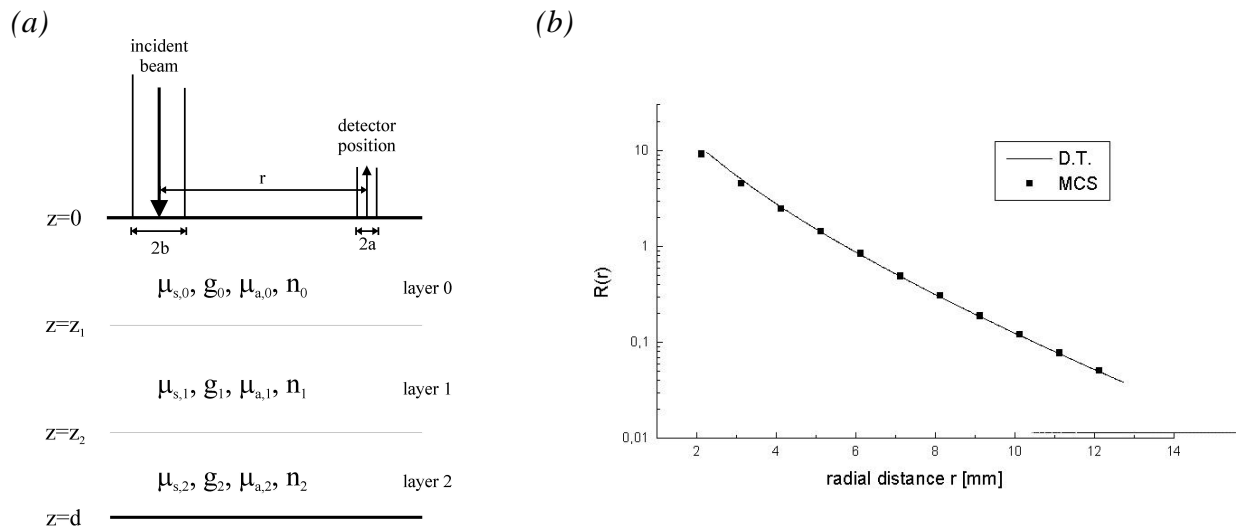 (a)
incident
beam
detector
position
r
z=0
2b
2a
μs,0, g0, μa,0, n0
layer 0
z=z1
μs,1, g1, μa,1, n1
layer 1
z=z2
μs,2, g2, μa,2, n2
layer 2
z=d
(b)
10
1
0,1
0,01
R(r)
D.T.
MCS
2 4 6 8 10 12 14
radial distance r [mm]